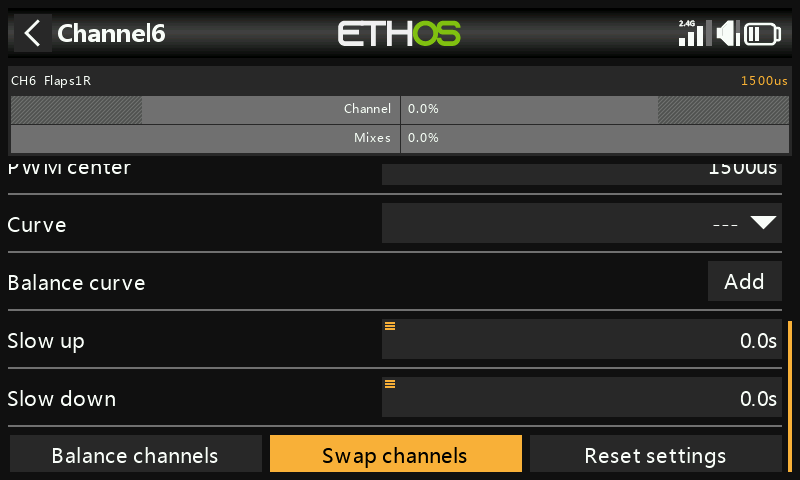 Channel6
ETHOS
2.4G
CH6 Flaps1R
1500us
Channel 0.0%
Mixes 0.0%
PWM center 1500us
Curve ---
Balance curve Add
Slow up 0.0s
Slow down 0.0s
Balance channels Swap channels Reset settings